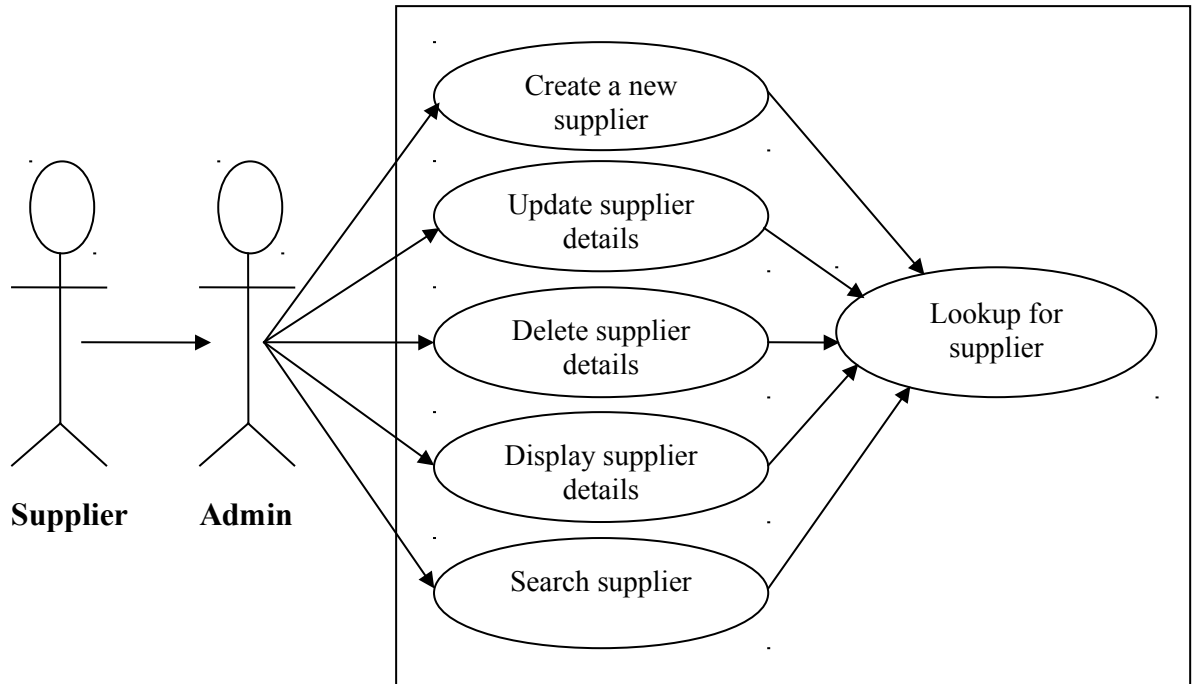 Create a new
supplier
Update supplier
details
Delete supplier
details
Display supplier
details
Search supplier
Lookup for
supplier
Supplier
Admin